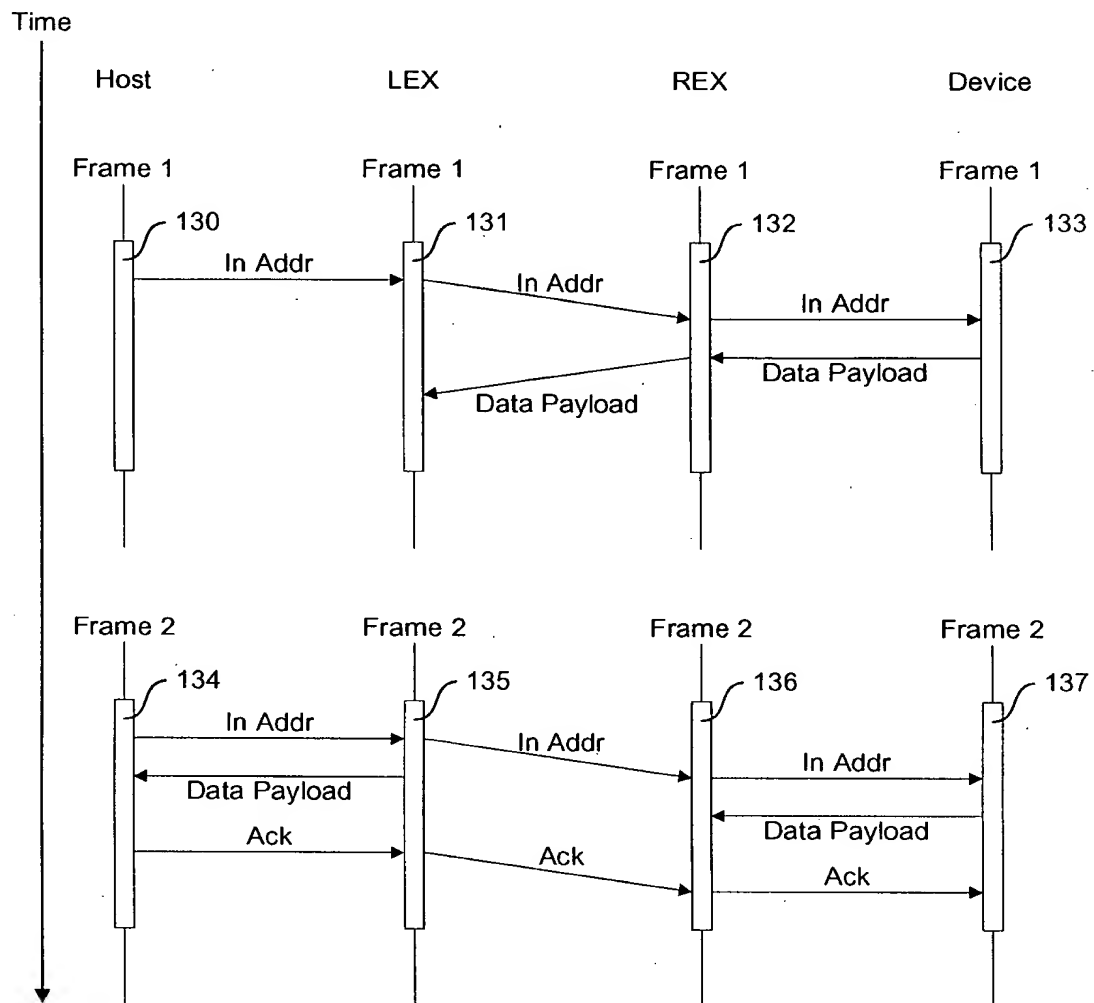 Time
Host LEX REX Device
Frame 1 Frame 1 Frame 1 Frame 1
130 131 132 133
In Addr
In Addr
In Addr
Data Payload
Data Payload
Frame 2 Frame 2 Frame 2 Frame 2
134 135 136 137
In Addr
In Addr
In Addr
Data Payload
Data Payload
Ack
Ack
Ack